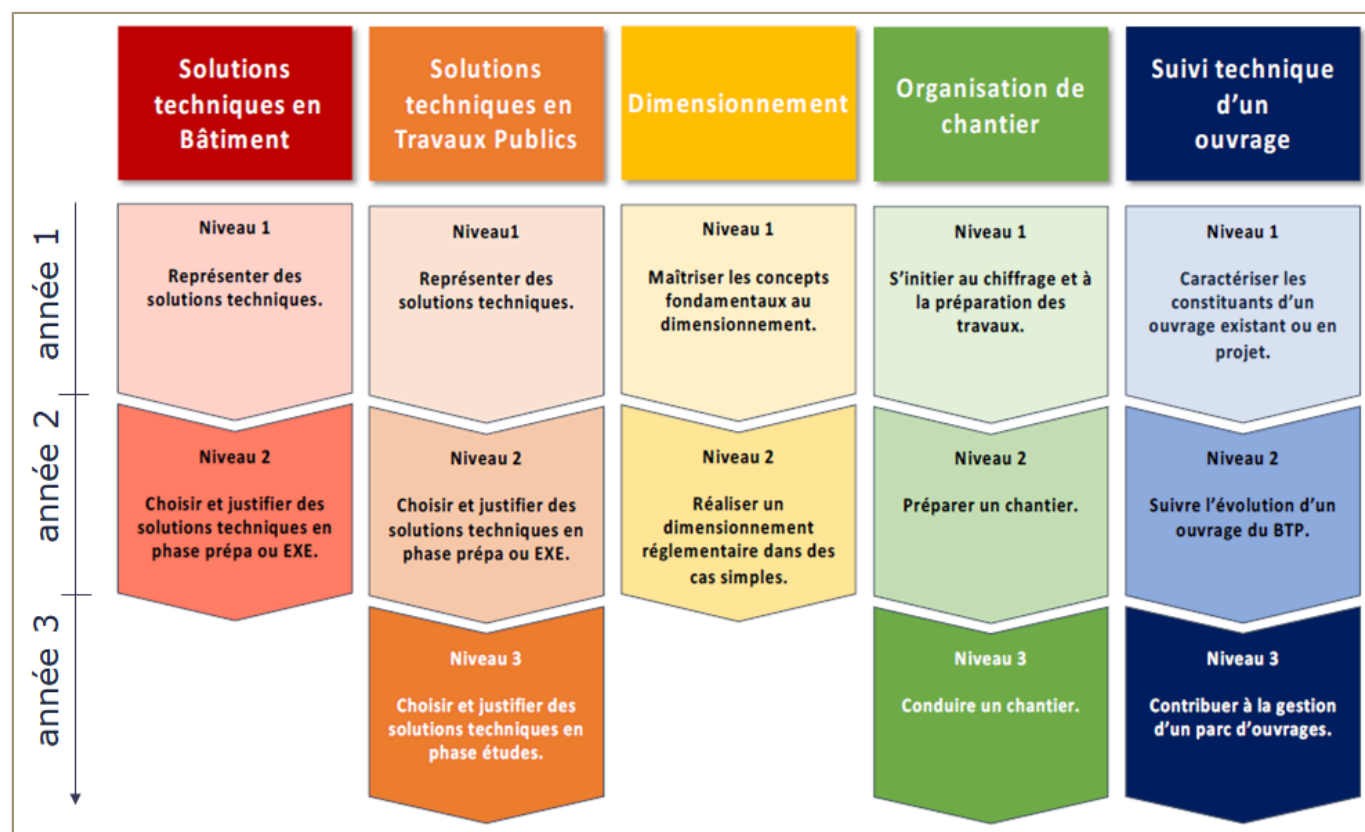 Solutions
techniques en
Bâtiment
Solutions
techniques en
Travaux Publics
Dimensionnement
Organisation de
chantier
Suivi technique
d’un
ouvrage
année 1
Niveau 1
Représenter des
solutions techniques.
Niveau1
Représenter des
solutions techniques.
Niveau 1
Maîtriser les concepts
fondamentaux au
dimensionnement.
Niveau 1
S’initier au chiffrage et à
la préparation des
travaux.
Niveau 1
Caractériser les
constituants d’un
ouvrage existant ou en
projet.
année 2
Niveau 2
Choisir et justifier des
solutions techniques en
phase prépa ou EXE.
Niveau 2
Choisir et justifier des
solutions techniques en
phase prépa ou EXE.
Niveau 2
Réaliser un
dimensionnement
réglementaire dans des
cas simples.
Niveau 2
Préparer un chantier.
Niveau 2
Suivre l’évolution d’un
ouvrage du BTP.
année 3
Niveau 3
Choisir et justifier des
solutions techniques en
phase études.
Niveau 3
Conduire un chantier.
Niveau 3
Contribuer à la gestion
d’un parc d’ouvrages.